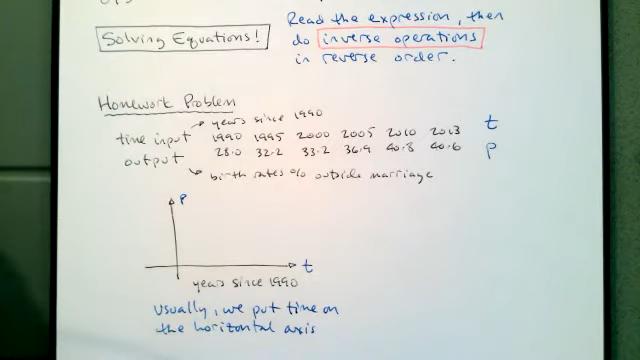 Solving Equations!
Read the expression, then
do inverse operations
in reverse order.
Homework Problem
years since 1990
time input 1990 1995 2000 2005 2010 2013 t
output 28.0 32.2 33.2 36.9 40.8 40.6 P
birth rates % outside marriage
P
t
years since 1990
Usually, we put time on
the horizontal axis